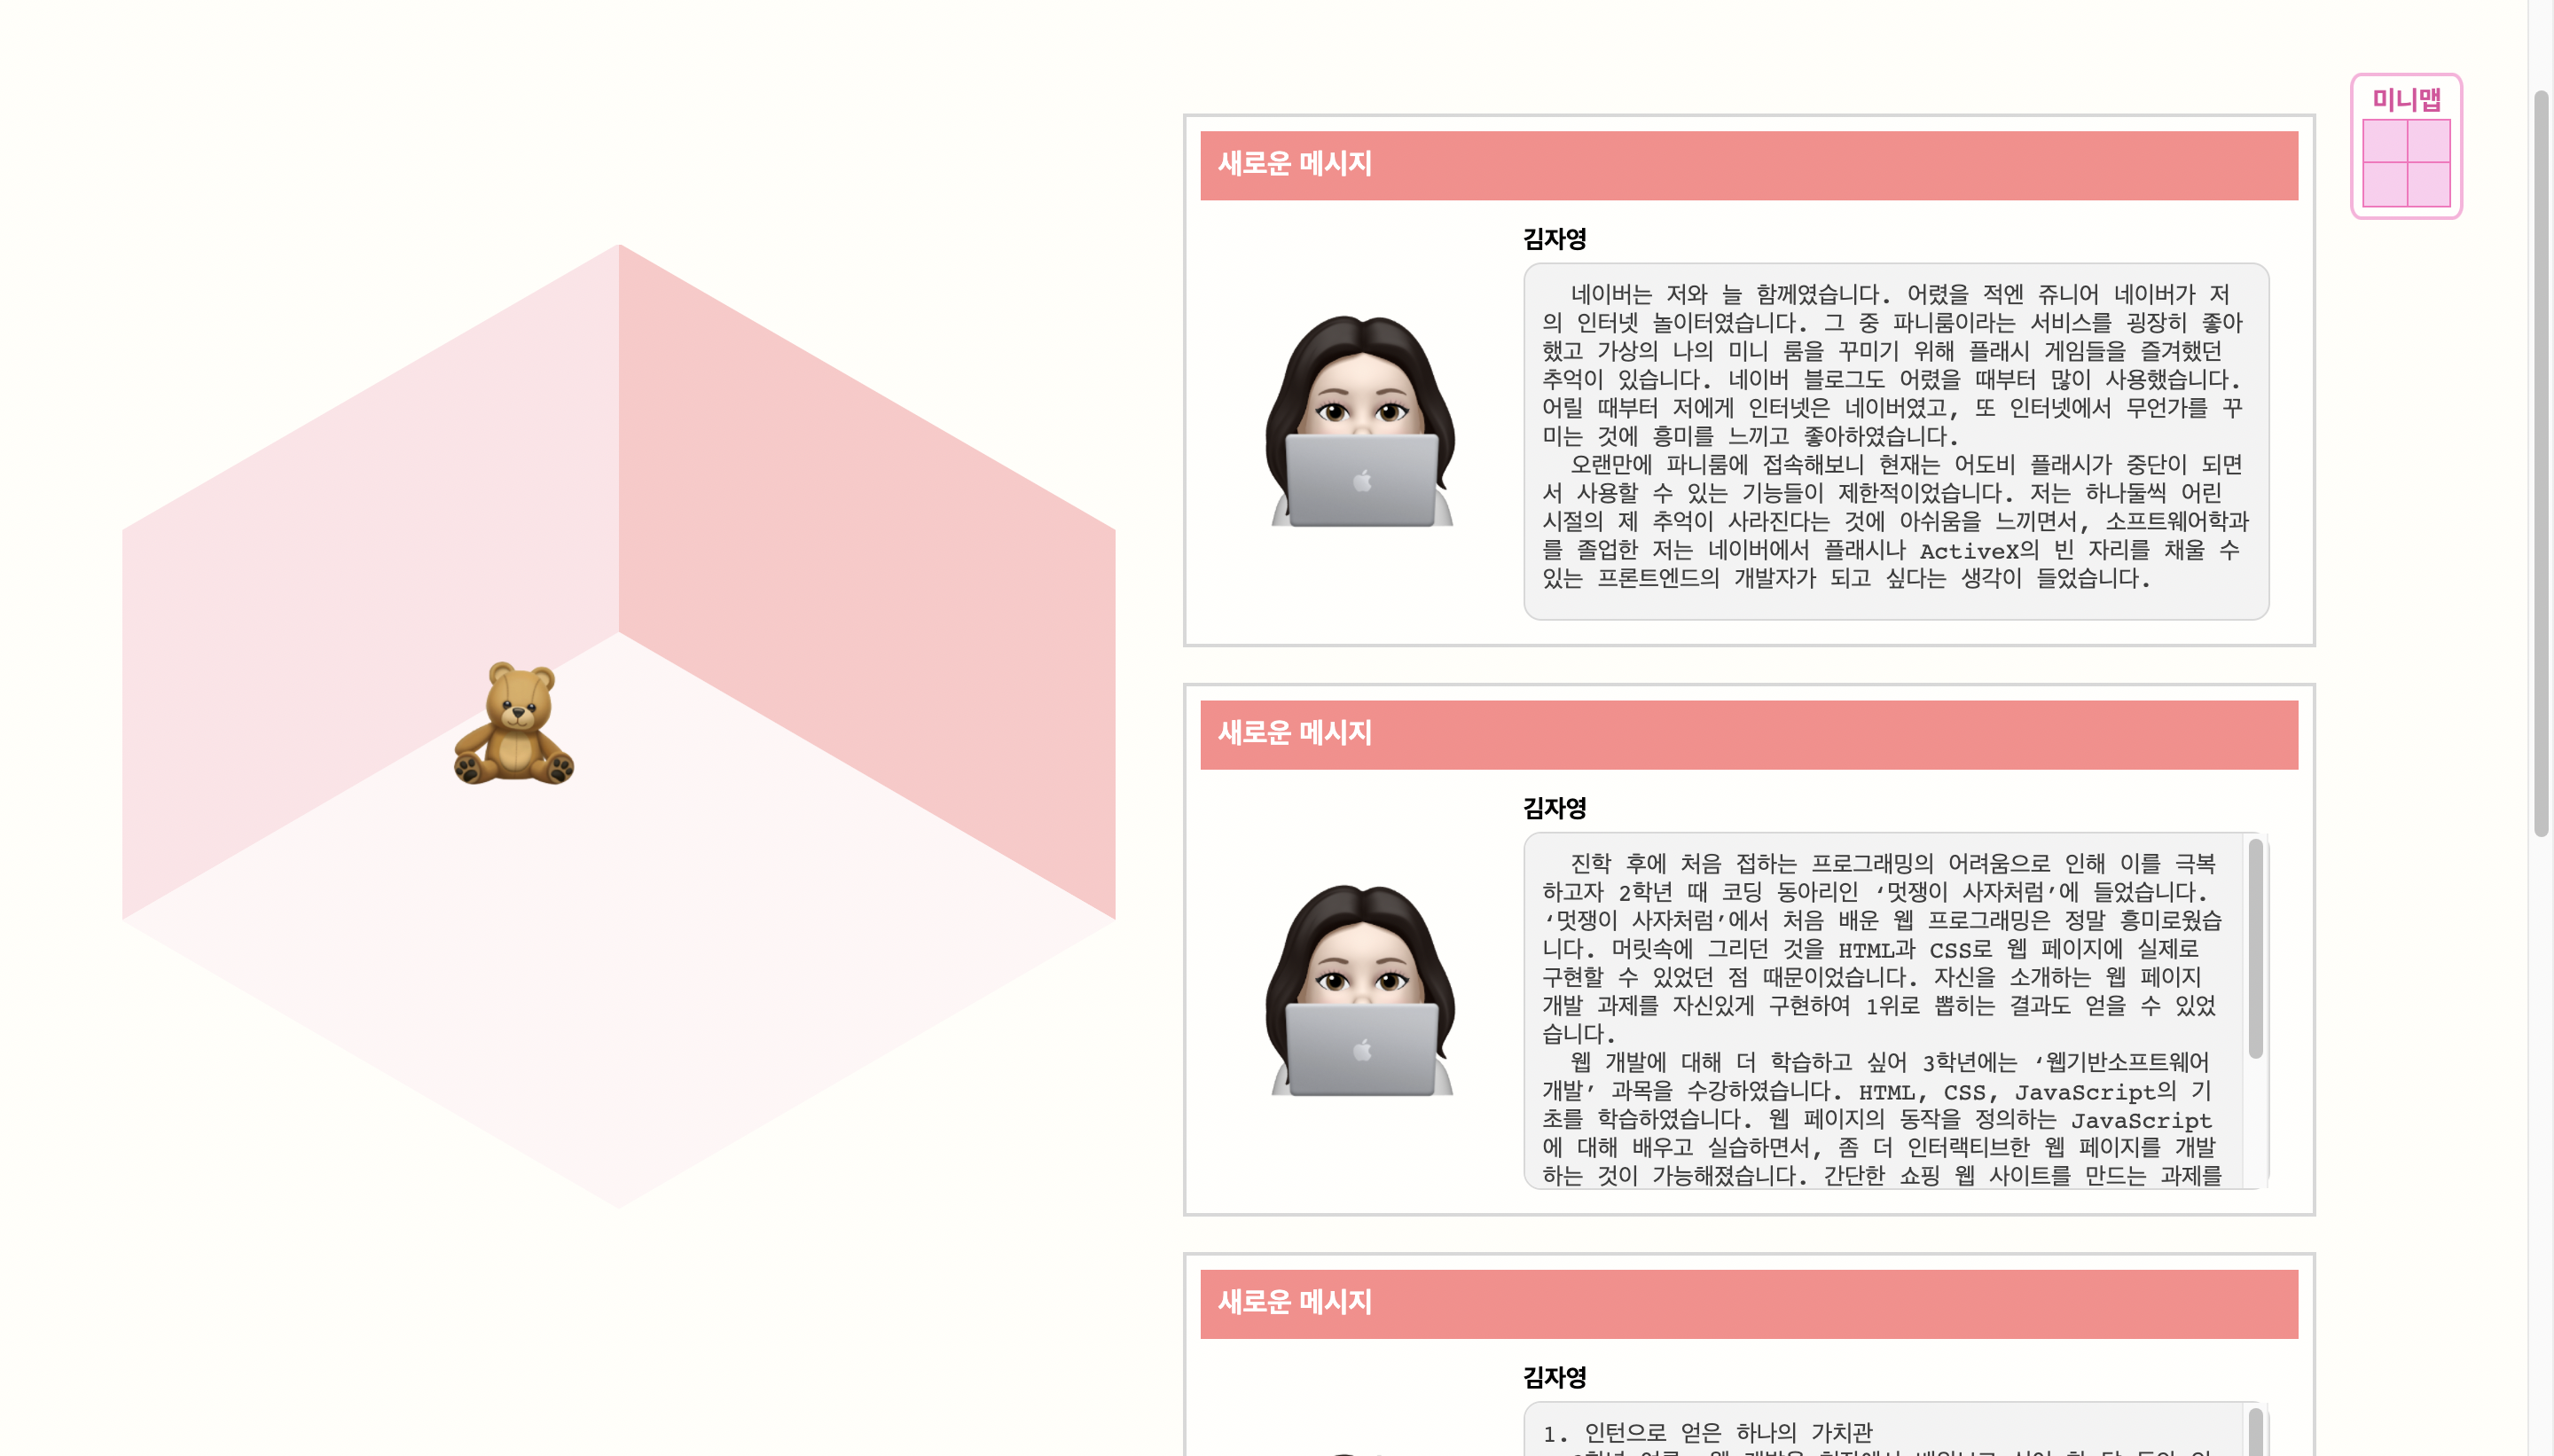 미니맵
새로운 메시지
김자영
네이버는 저와 늘 함께였습니다. 어렸을 적엔 쥬니어 네이버가 저
의 인터넷 놀이터였습니다. 그 중 파니룸이라는 서비스를 굉장히 좋아
했고 가상의 나의 미니 룸을 꾸미기 위해 플래시 게임들을 즐겨했던
추억이 있습니다. 네이버 블로그도 어렸을 때부터 많이 사용했습니다.
어릴 때부터 저에게 인터넷은 네이버였고, 또 인터넷에서 무언가를 꾸
미는 것에 흥미를 느끼고 좋아하였습니다.
오랜만에 파니룸에 접속해보니 현재는 어도비 플래시가 중단이 되면
서 사용할 수 있는 기능들이 제한적이었습니다. 저는 하나둘씩 어린
시절의 제 추억이 사라진다는 것에 아쉬움을 느끼면서, 소프트웨어학과
를 졸업한 저는 네이버에서 플래시나 ActiveX의 빈 자리를 채울 수
있는 프론트엔드의 개발자가 되고 싶다는 생각이 들었습니다.
새로운 메시지
김자영
진학 후에 처음 접하는 프로그래밍의 어려움으로 인해 이를 극복
하고자 2학년 때 코딩 동아리인 ‘멋쟁이 사자처럼’에 들었습니다.
‘멋쟁이 사자처럼’에서 처음 배운 웹 프로그래밍은 정말 흥미로웠습
니다. 머릿속에 그리던 것을 HTML과 CSS로 웹 페이지에 실제로
구현할 수 있었던 점 때문이었습니다. 자신을 소개하는 웹 페이지
개발 과제를 자신있게 구현하여 1위로 뽑히는 결과도 얻을 수 있었
습니다.
웹 개발에 대해 더 학습하고 싶어 3학년에는 ‘웹기반소프트웨어
개발’ 과목을 수강하였습니다. HTML, CSS, JavaScript의 기
초를 학습하였습니다. 웹 페이지의 동작을 정의하는 JavaScript
에 대해 배우고 실습하면서, 좀 더 인터랙티브한 웹 페이지를 개발
하는 것이 가능해졌습니다. 간단한 쇼핑 웹 사이트를 만드는 과제를
새로운 메시지
김자영
1. 인턴으로 얻은 하나의 가치관